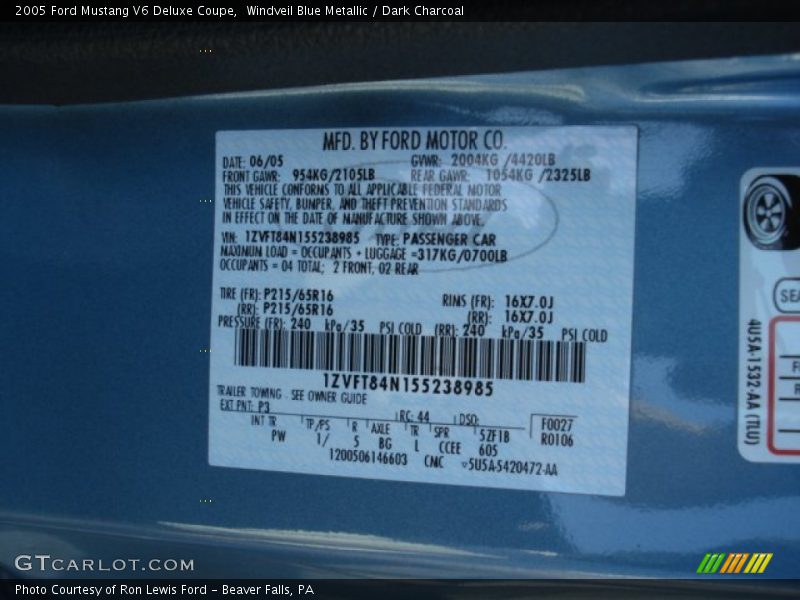 2005 Ford Mustang V6 Deluxe Coupe,  Windveil Blue Metallic / Dark Charcoal
MFD. BY FORD MOTOR CO.
DATE: 06/05 GVWR: 2004KG /4420LB
FRONT GAWR: 954KG/2105LB REAR GAWR: 1054KG /2325LB
THIS VEHICLE CONFORMS TO ALL APPLICABLE FEDERAL MOTOR
VEHICLE SAFETY, BUMPER, AND THEFT PREVENTION STANDARDS
IN EFFECT ON THE DATE OF MANUFACTURE SHOWN ABOVE.
VIN: 1ZVFT84N155238985 TYPE: PASSENGER CAR
MAXIMUM LOAD = OCCUPANTS + LUGGAGE =317KG/0700LB
OCCUPANTS = 04 TOTAL; 2 FRONT, 02 REAR
TIRE (FR): P215/65R16 RIMS (FR): 16X7.0J
(RR): P215/65R16 (RR): 16X7.0J
PRESSURE (FR): 240 kPa/35 PSI COLD (RR): 240 kPa/35 PSI COLD
1ZVFT84N155238985
TRAILER TOWING - SEE OWNER GUIDE
EXT PNT: P3 RC: 44 DSO: F0027
INT TR TP/PS R AXLE TR SPR 5ZF1B R0106
PW 1/ 5 BG L CCEE 605
1200506146603 CMC 5U5A-5420472-AA
4U5A-1532-AA (TLU)
GTCARLOT.COM
Photo Courtesy of Ron Lewis Ford - Beaver Falls, PA